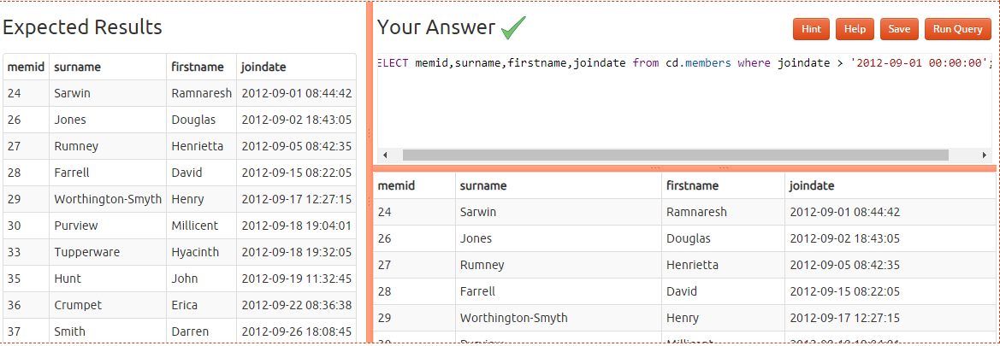 Expected Results
memid surname firstname joindate
24 Sarwin Ramnaresh 2012-09-01 08:44:42
26 Jones Douglas 2012-09-02 18:43:05
27 Rumney Henrietta 2012-09-05 08:42:35
28 Farrell David 2012-09-15 08:22:05
29 Worthington-Smyth Henry 2012-09-17 12:27:15
30 Purview Millicent 2012-09-18 19:04:01
33 Tupperware Hyacinth 2012-09-18 19:32:05
35 Hunt John 2012-09-19 11:32:45
36 Crumpet Erica 2012-09-22 08:36:38
37 Smith Darren 2012-09-26 18:08:45
Your Answer Hint Help Save Run Query
ELECT memid,surname,firstname,joindate from cd.members where joindate > '2012-09-01 00:00:00';
memid surname firstname joindate
24 Sarwin Ramnaresh 2012-09-01 08:44:42
26 Jones Douglas 2012-09-02 18:43:05
27 Rumney Henrietta 2012-09-05 08:42:35
28 Farrell David 2012-09-15 08:22:05
29 Worthington-Smyth Henry 2012-09-17 12:27:15